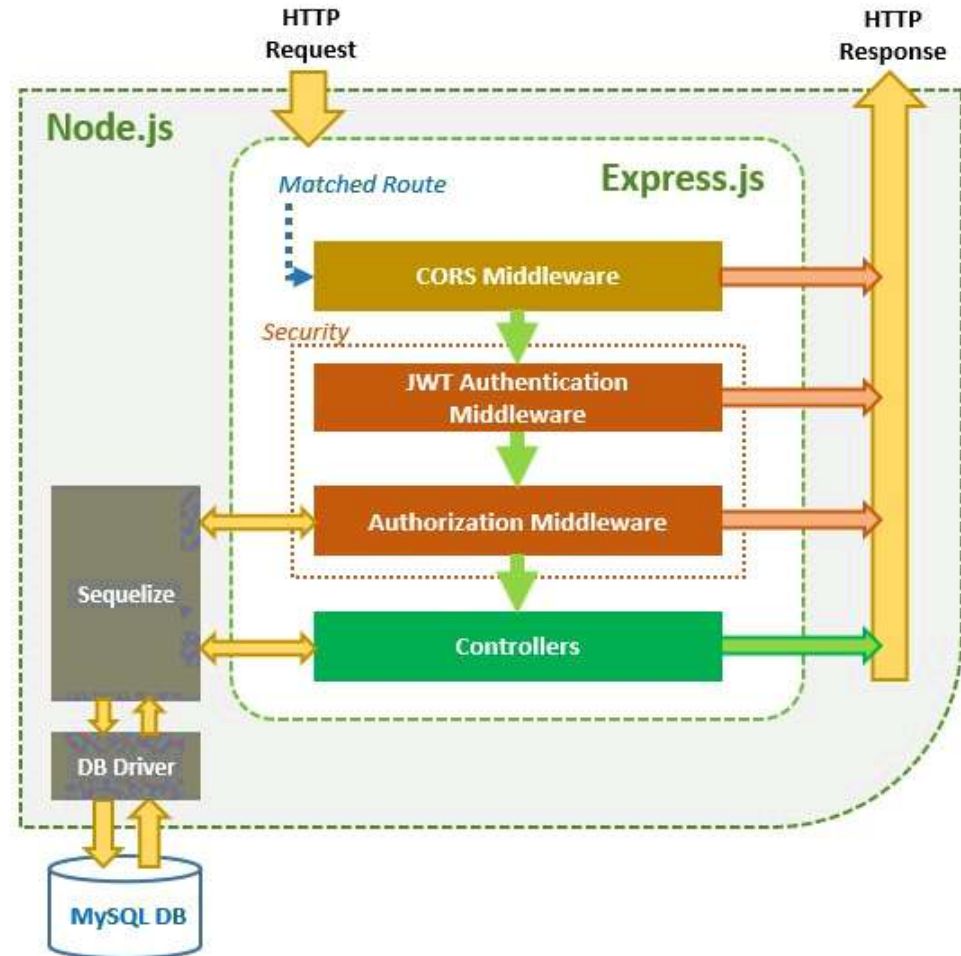 HTTP
Request
HTTP
Response
Node.js
Express.js
Matched Route
CORS Middleware
Security
JWT Authentication
Middleware
Authorization Middleware
Sequelize
Controllers
DB Driver
MySQL DB